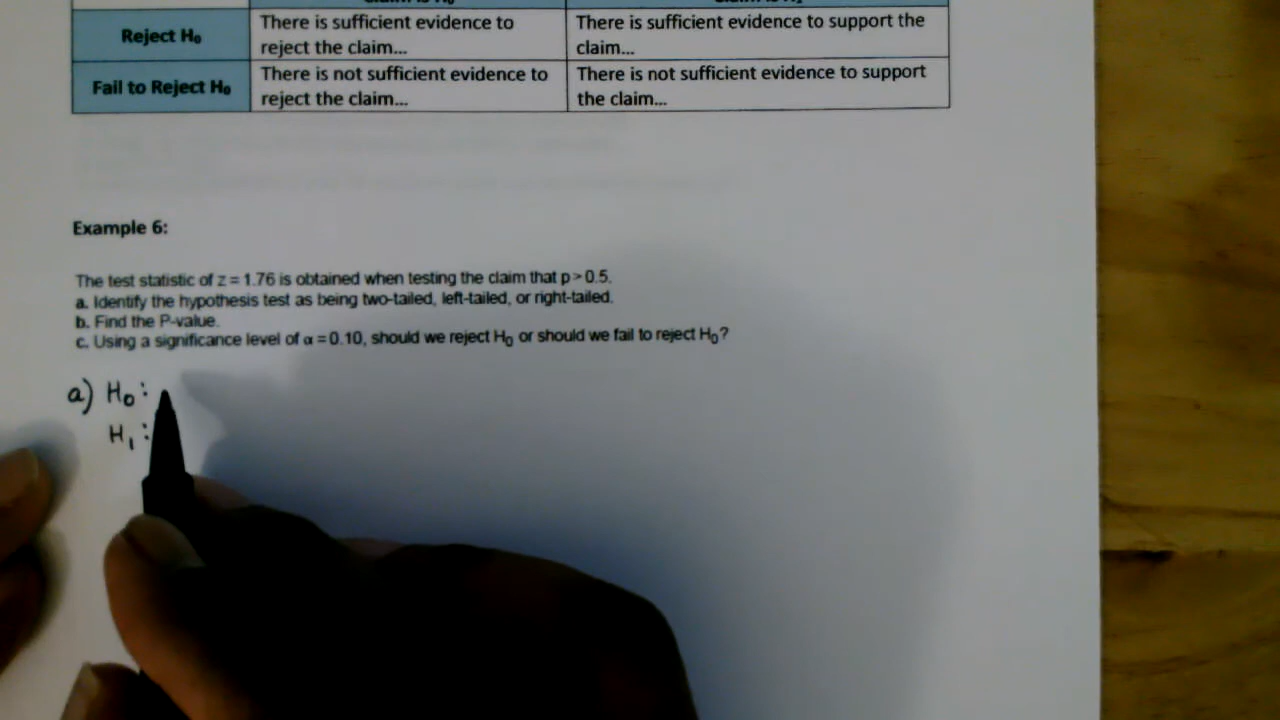 Reject H₀ There is sufficient evidence to reject the claim... There is sufficient evidence to support the claim...
Fail to Reject H₀ There is not sufficient evidence to reject the claim... There is not sufficient evidence to support the claim...
Example 6:
The test statistic of z = 1.76 is obtained when testing the claim that p > 0.5.
a. Identify the hypothesis test as being two-tailed, left-tailed, or right-tailed.
b. Find the P-value.
c. Using a significance level of α = 0.10, should we reject H₀ or should we fail to reject H₀?
a) H₀:
H₁: